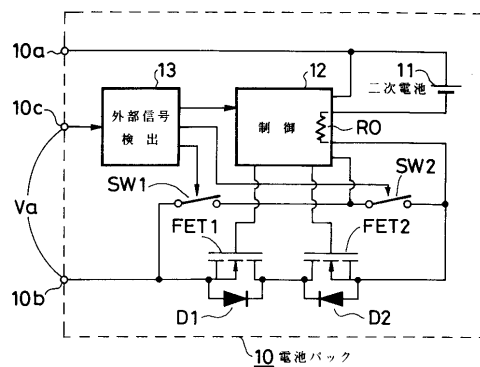 10a
13
12
11
二次電池
10c
外部信号
検出
制御
RO
SW1
SW2
Va
FET1
FET2
10b
D1
D2
10 電池パック